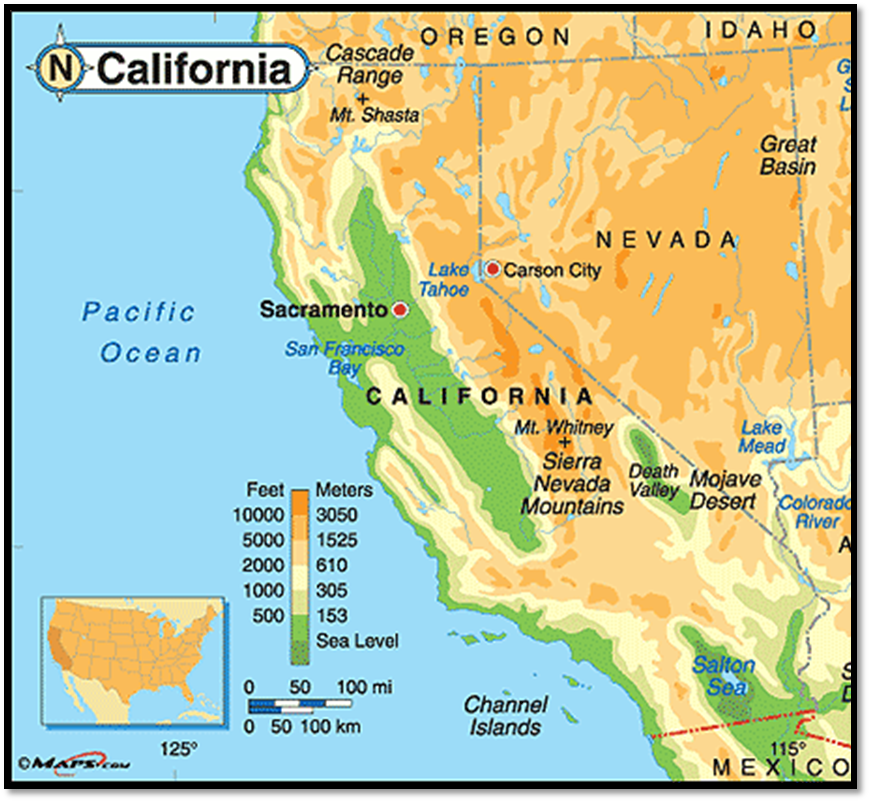 OREGON
IDAHO
N California
Cascade
Range
Mt. Shasta
G
S
L
Great
Basin
NEVADA
Lake
Tahoe
Carson City
Pacific
Ocean
Sacramento
San Francisco
Bay
CALIFORNIA
Mt. Whitney
Sierra
Nevada
Mountains
Death
Valley
Mojave
Desert
Lake
Mead
Colorado
River
A
Feet Meters
10000 3050
5000 1525
2000 610
1000 305
500 153
Sea Level
Salton
Sea
S
D
0 50 100 mi
0 50 100 km
Channel
Islands
125°
115°
MEXICO
©MAPS.COM